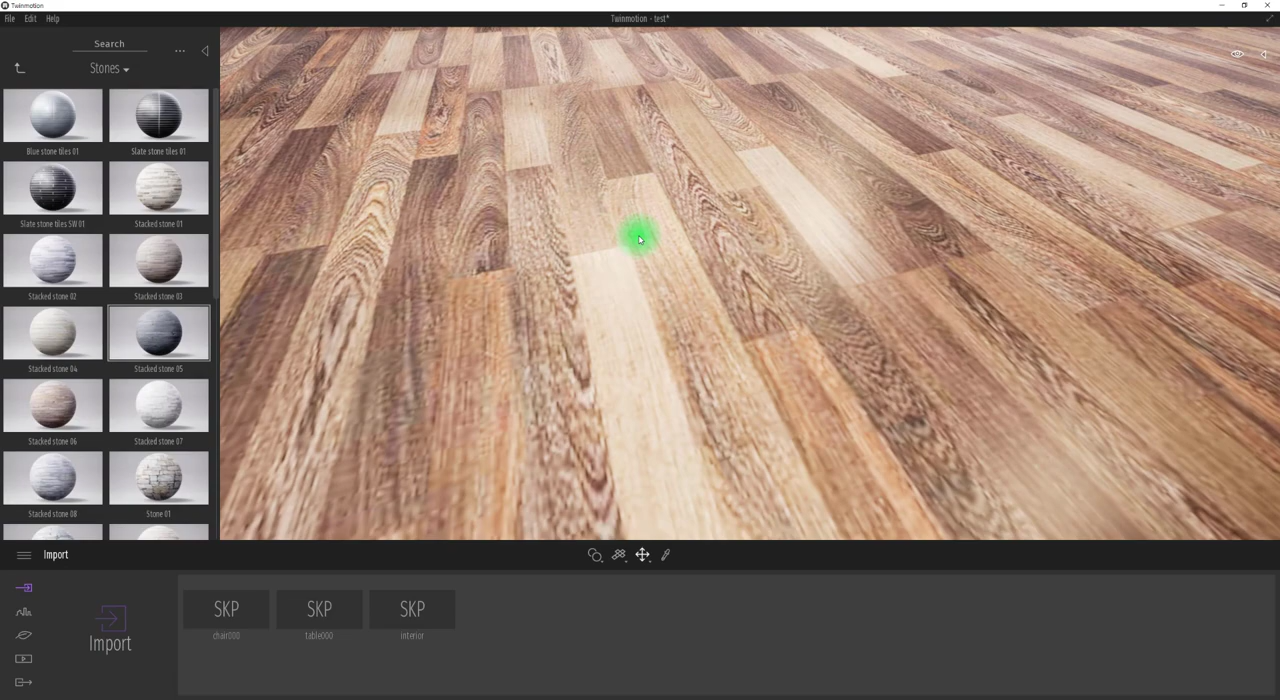 Twinmotion
File Edit Help
Twinmotion - test*
Search
Stones
Blue stone tiles 01
Slate stone tiles 01
Slate stone tiles SW 01
Stacked stone 01
Stacked stone 02
Stacked stone 03
Stacked stone 04
Stacked stone 05
Stacked stone 06
Stacked stone 07
Stacked stone 08
Stone 01
Import
Import
SKP
chair000
SKP
table000
SKP
interior